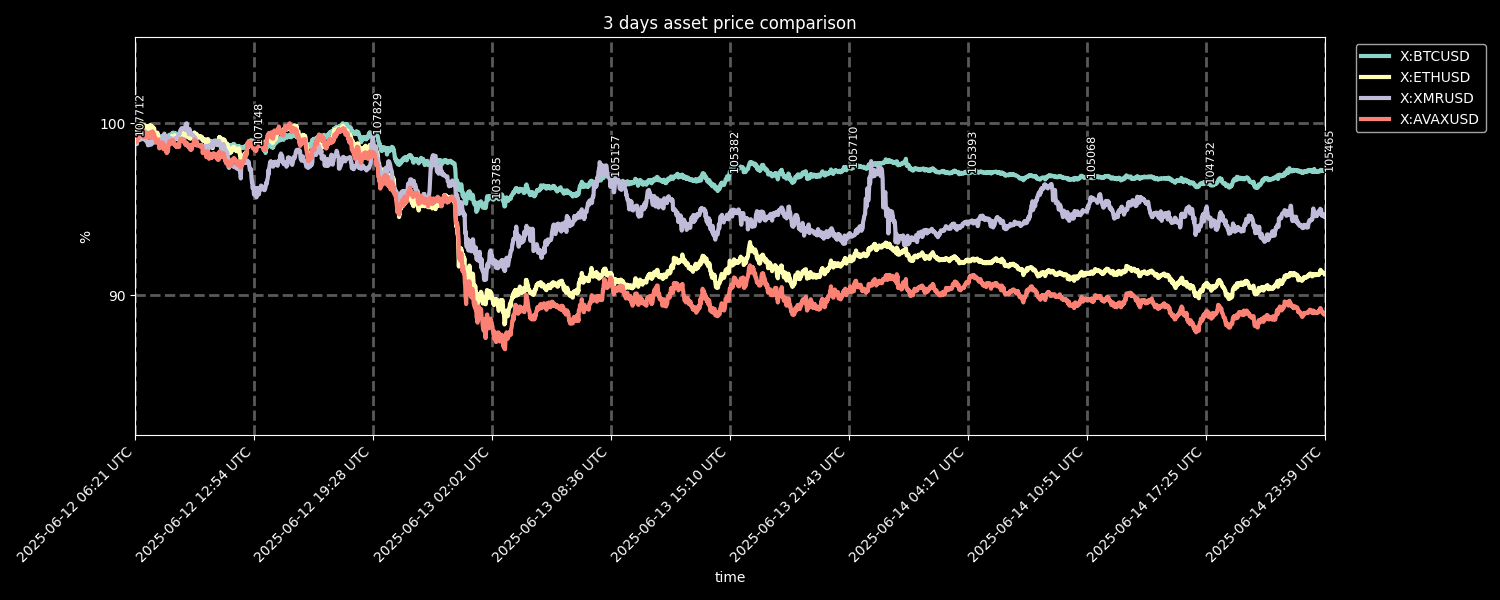 3 days asset price comparison
X:BTCUSD
X:ETHUSD
X:XMRUSD
X:AVAXUSD
100
90
%
107712
107148
107829
103785
105157
105382
105710
105393
105068
104732
105465
2025-06-12 06:21 UTC
2025-06-12 12:54 UTC
2025-06-12 19:28 UTC
2025-06-13 02:02 UTC
2025-06-13 08:36 UTC
2025-06-13 15:10 UTC
2025-06-13 21:43 UTC
2025-06-14 04:17 UTC
2025-06-14 10:51 UTC
2025-06-14 17:25 UTC
2025-06-14 23:59 UTC
time